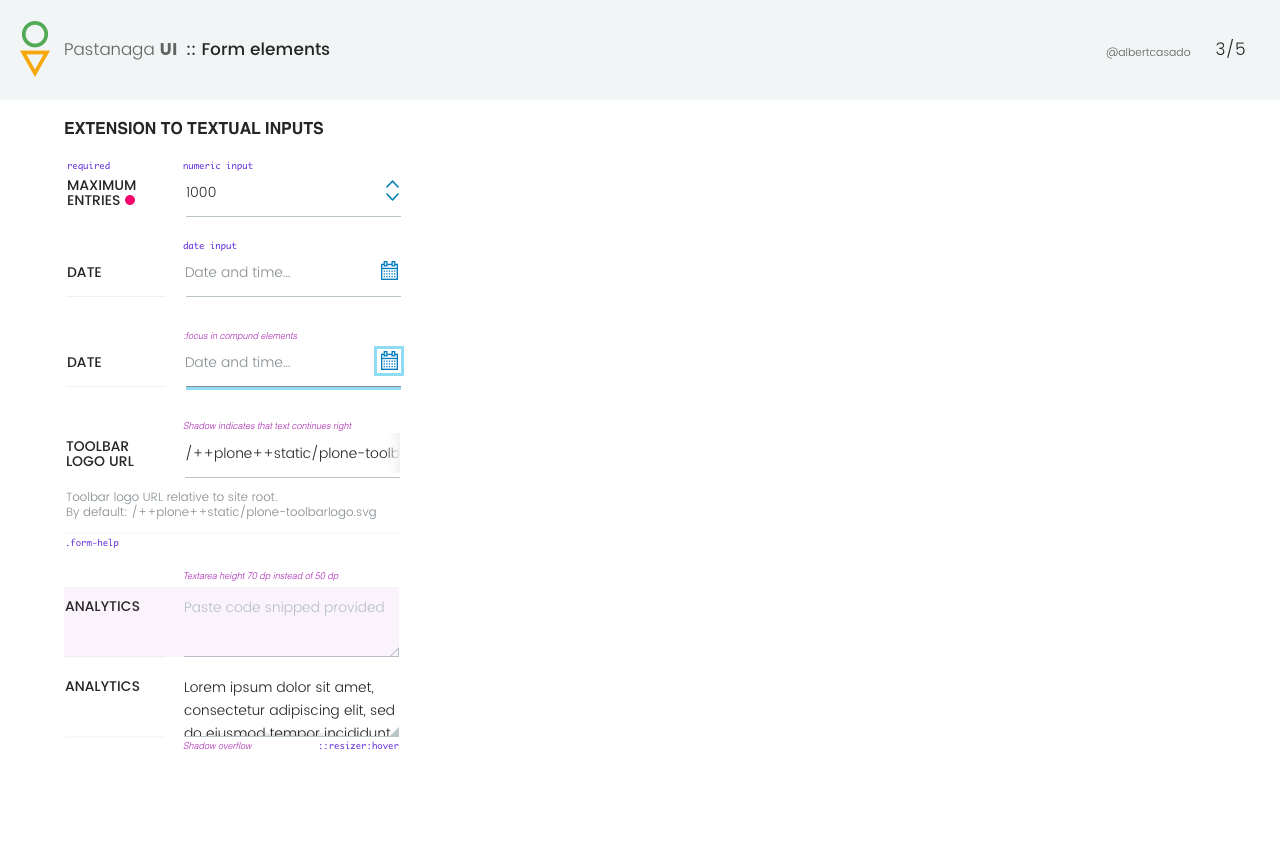 Pastanaga UI :: Form elements
@albertcasado 3/5
EXTENSION TO TEXTUAL INPUTS
required
numeric input
MAXIMUM
ENTRIES
1000
date input
DATE
Date and time...
:focus in compund elements
DATE
Date and time...
Shadow indicates that text continues right
TOOLBAR
LOGO URL
/++plone++static/plone-toolb
Toolbar logo URL relative to site root.
By default: /++plone++static/plone-toolbarlogo.svg
.form-help
Textarea height 70 dp instead of 50 dp
ANALYTICS
Paste code snipped provided
ANALYTICS
Lorem ipsum dolor sit amet,
consectetur adipiscing elit, sed
do eiusmod tempor incididunt
Shadow overflow
::resizer:hover